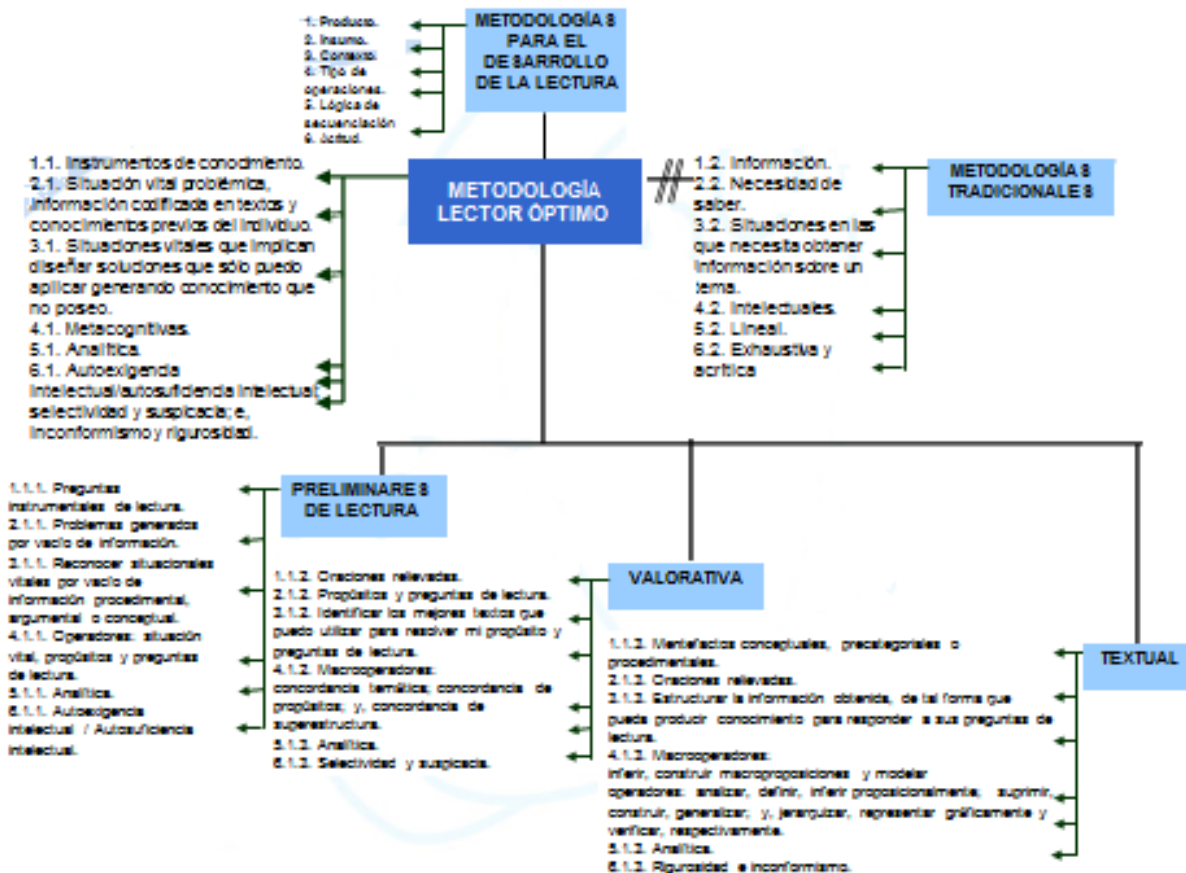 METODOLOGÍAS
PARA EL
DESARROLLO
DE LA LECTURA
1. Producto.
2. Insumo.
3. Contexto.
4. Tipo de
operaciones.
5. Lógica de
secuenciación
6. Actitud.
METODOLOGÍA
LECTOR ÓPTIMO
1.1. Instrumentos de conocimiento.
2.1. Situación vital problémica,
información codificada en textos y
conocimientos previos del individuo.
3.1. Situaciones vitales que implican
diseñar soluciones que sólo puedo
aplicar generando conocimiento que
no poseo.
4.1. Metacognitivas.
5.1. Analítica.
6.1. Autoexigencia
intelectual/autosuficiencia intelectual;
selectividad y suspicacia; e,
inconformismo y rigurosidad.
METODOLOGÍAS
TRADICIONALES
1.2. Información.
2.2. Necesidad de
saber.
3.2. Situaciones en las
que necesita obtener
información sobre un
tema.
4.2. Intelectuales.
5.2. Lineal.
6.2. Exhaustiva y
acrítica
PRELIMINARES
DE LECTURA
1.1.1. Preguntas
instrumentales de lectura.
2.1.1. Problemas generados
por vacío de información.
3.1.1. Reconocer situacionales
vitales por vacío de
información procedimental,
argumental o conceptual.
4.1.1. Operadores: situación
vital, propósitos y preguntas
de lectura.
5.1.1. Analítica.
6.1.1. Autoexigencia
intelectual / Autosuficiencia
intelectual.
VALORATIVA
1.1.2. Oraciones relevadas.
2.1.2. Propósitos y preguntas de lectura.
3.1.2. Identificar los mejores textos que
puedo utilizar para resolver mi propósito y
preguntas de lectura.
4.1.2. Macrooperadores:
concordancia temática, concordancia de
propósitos; y, concordancia de
superestructura.
5.1.2. Analítica.
6.1.2. Selectividad y suspicacia.
TEXTUAL
1.1.3. Mentefactos conceptuales, precategoriales o
procedimentales.
2.1.3. Oraciones relevadas.
3.1.3. Estructurar la información obtenida, de tal forma que
pueda producir conocimiento para responder a sus preguntas de
lectura.
4.1.3. Macrooperadores:
inferir, construir macroproposiciones y modelar
operadores: analizar, definir, inferir proposicionalmente; suprimir,
construir, generalizar; y, jerarquizar, representar gráficamente y
verificar, respectivamente.
5.1.3. Analítica.
6.1.3. Rigurosidad e inconformismo.